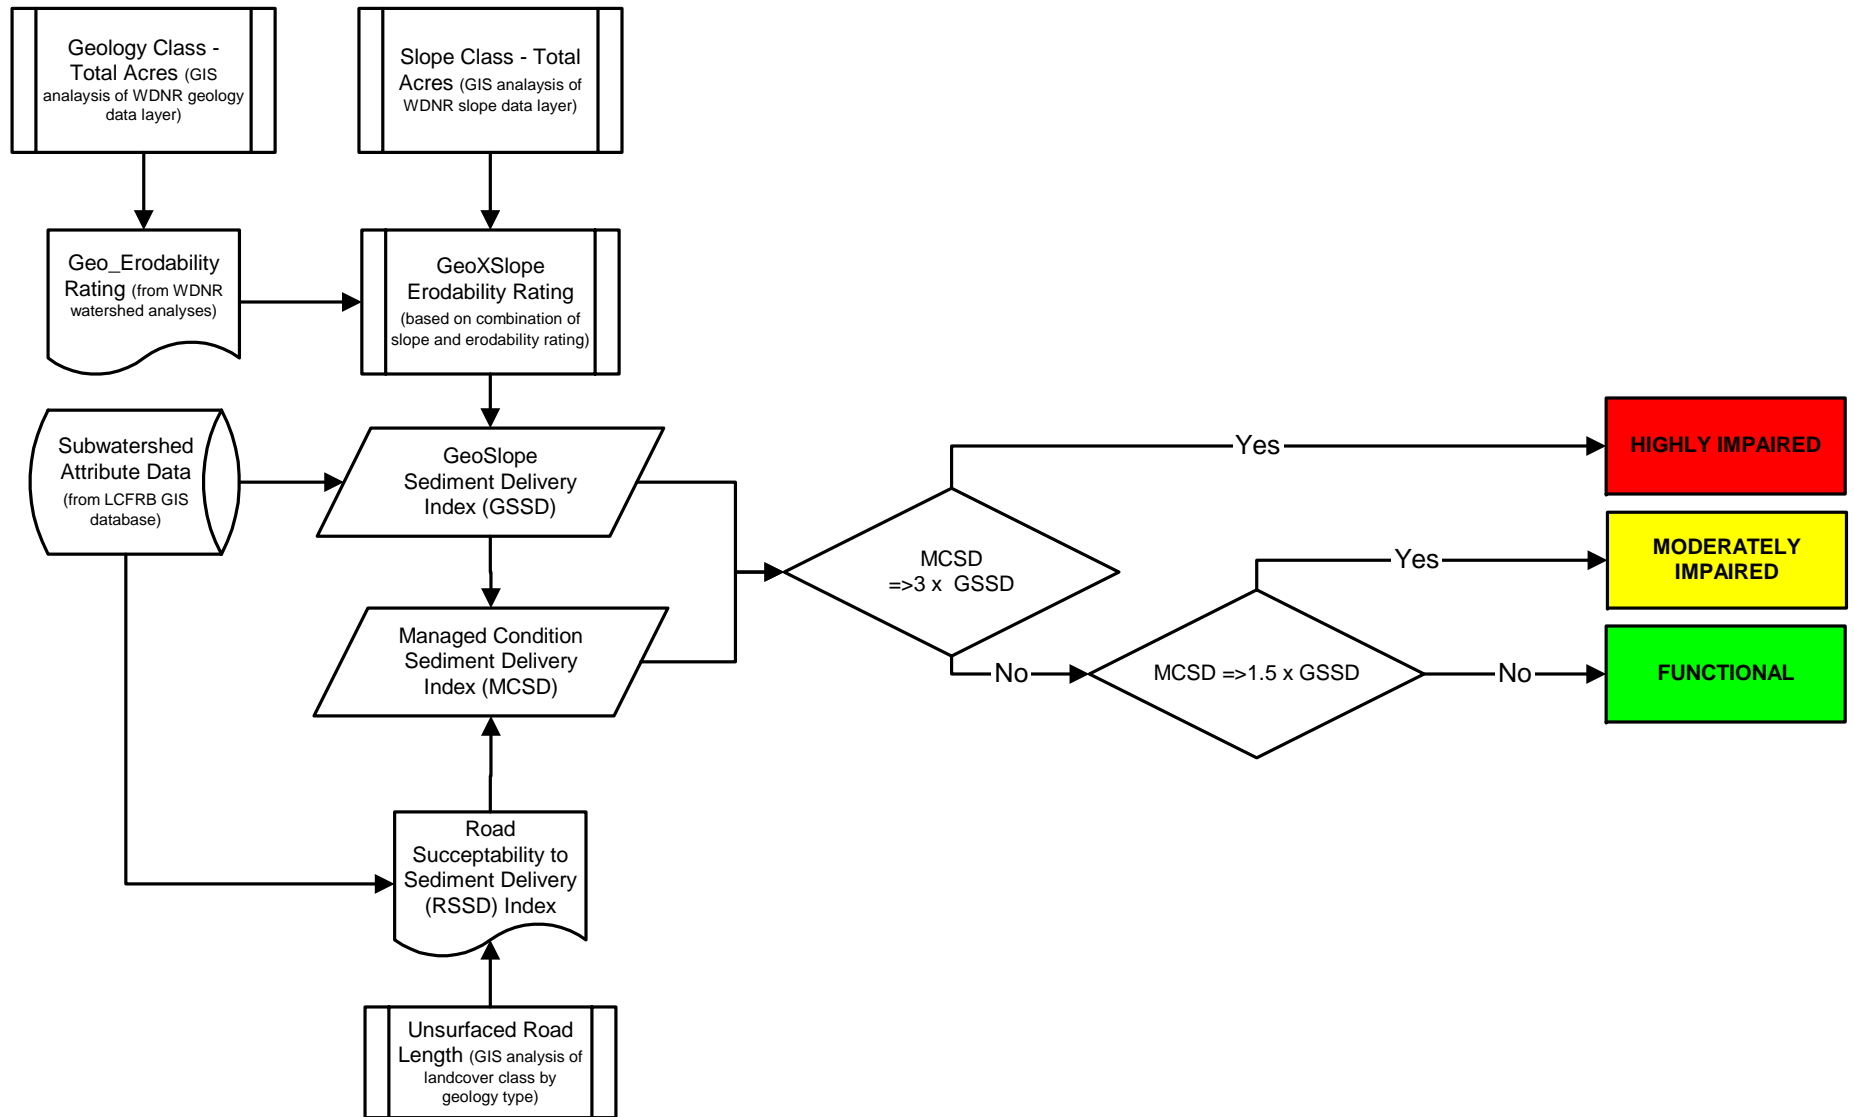 Geology Class -
Total Acres (GIS
analaysis of WDNR geology
data layer)
Slope Class - Total
Acres (GIS analaysis of
WDNR slope data layer)
Geo_Erodability
Rating (from WDNR
watershed analyses)
GeoXSlope
Erodability Rating
(based on combination of
slope and erodability rating)
Subwatershed
Attribute Data
(from LCFRB GIS
database)
GeoSlope
Sediment Delivery
Index (GSSD)
Managed Condition
Sediment Delivery
Index (MCSD)
Road
Succeptability to
Sediment Delivery
(RSSD) Index
Unsurfaced Road
Length (GIS analysis of
landcover class by
geology type)
MCSD
=>3 x  GSSD
Yes
HIGHLY IMPAIRED
No
MCSD =>1.5 x GSSD
Yes
MODERATELY
IMPAIRED
No
FUNCTIONAL